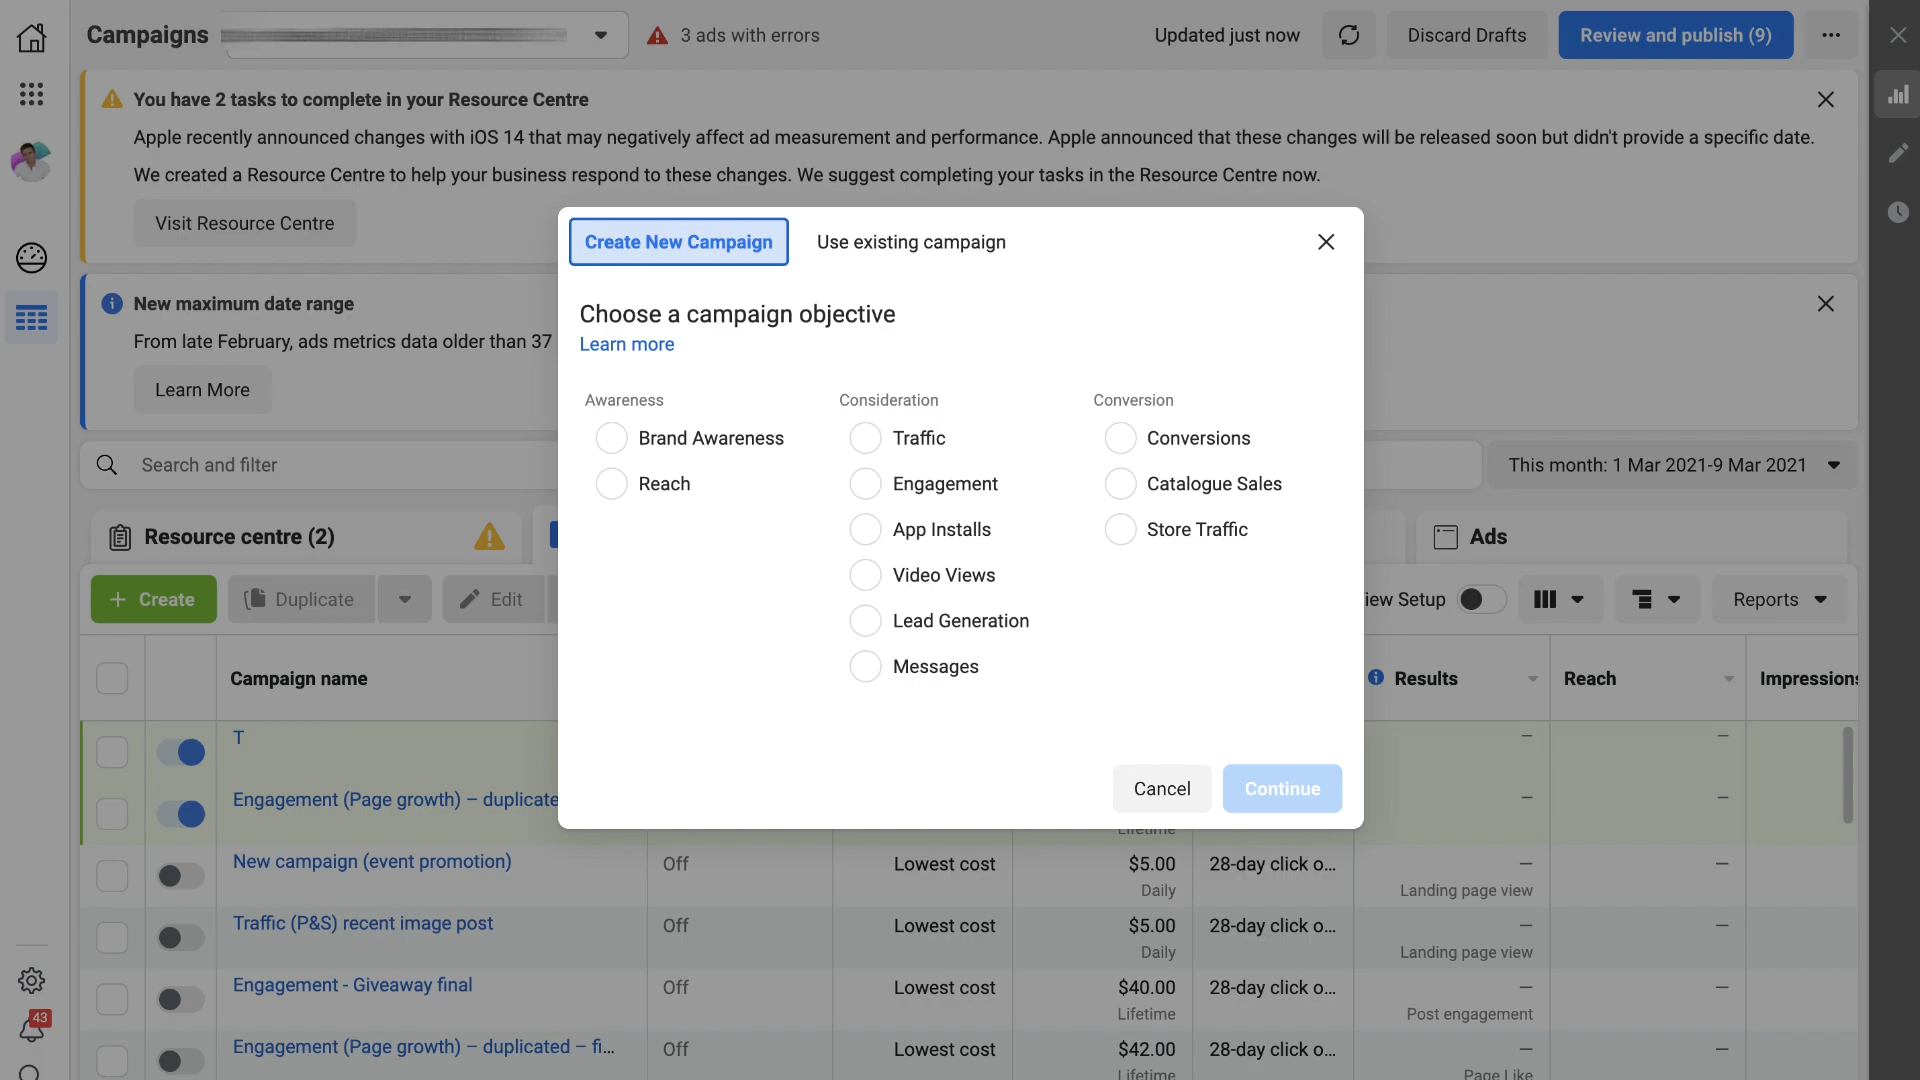 Campaigns
3 ads with errors
Updated just now
Discard Drafts
Review and publish (9)
You have 2 tasks to complete in your Resource Centre
Apple recently announced changes with iOS 14 that may negatively affect ad measurement and performance. Apple announced that these changes will be released soon but didn't provide a specific date.
We created a Resource Centre to help your business respond to these changes. We suggest completing your tasks in the Resource Centre now.
Visit Resource Centre
New maximum date range
From late February, ads metrics data older than 37
Learn More
Search and filter
This month: 1 Mar 2021-9 Mar 2021
Create New Campaign
Use existing campaign
Choose a campaign objective
Learn more
Awareness
Brand Awareness
Reach
Consideration
Traffic
Engagement
App Installs
Video Views
Lead Generation
Messages
Conversion
Conversions
Catalogue Sales
Store Traffic
Cancel
Continue
Resource centre (2)
Ads
+ Create
Duplicate
Edit
iew Setup
Reports
Campaign name
Results
Reach
Impressions
T
— —
Engagement (Page growth) – duplicate
— —
Lifetime
New campaign (event promotion) Off Lowest cost $5.00 28-day click o... — —
Daily Landing page view
Traffic (P&S) recent image post Off Lowest cost $5.00 28-day click o... — —
Daily Landing page view
Engagement - Giveaway final Off Lowest cost $40.00 28-day click o... — —
Lifetime Post engagement
Engagement (Page growth) – duplicated – fi... Off Lowest cost $42.00 28-day click o... — —
Lifetime Page Like
43